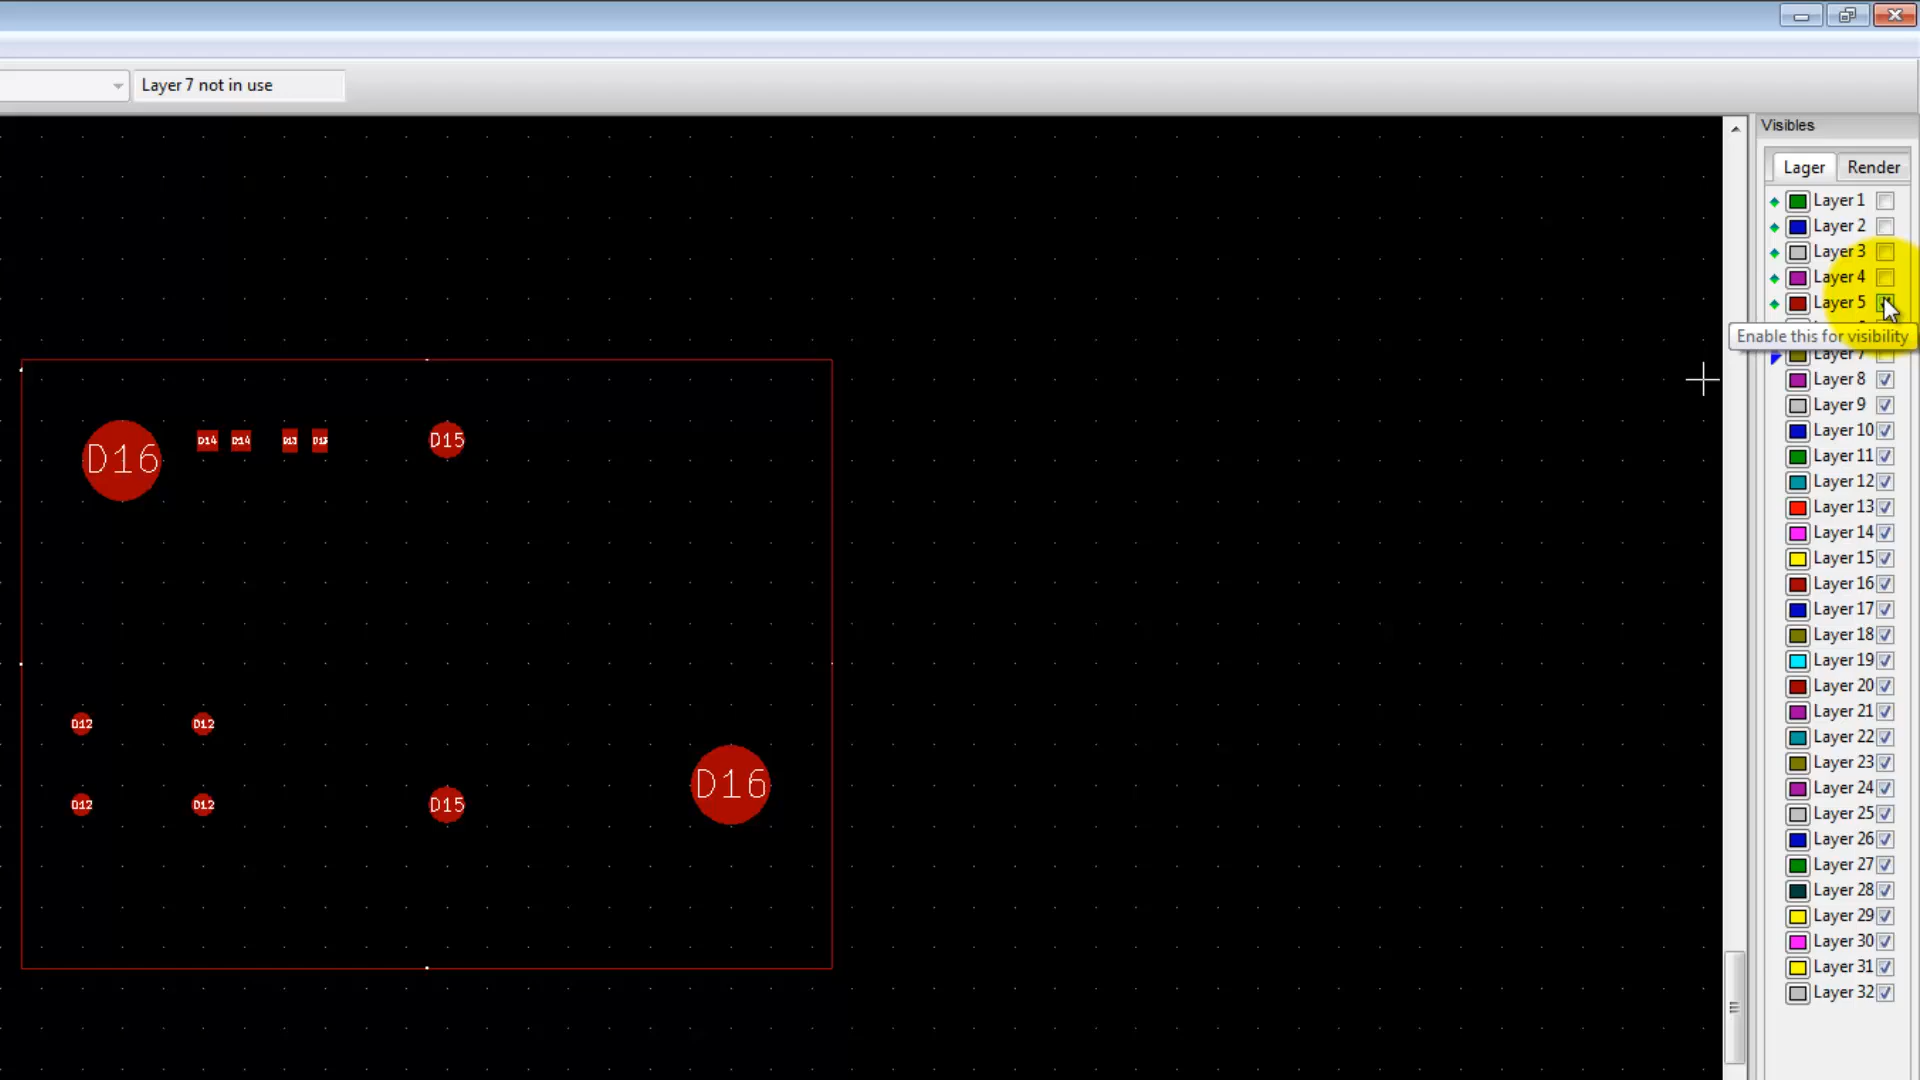 Layer 7 not in use
Visibles
Lager Render
Layer 1
Layer 2
Layer 3
Layer 4
Layer 5
Enable this for visibility
Layer 7
Layer 8
Layer 9
Layer 10
Layer 11
Layer 12
Layer 13
Layer 14
Layer 15
Layer 16
Layer 17
Layer 18
Layer 19
Layer 20
Layer 21
Layer 22
Layer 23
Layer 24
Layer 25
Layer 26
Layer 27
Layer 28
Layer 29
Layer 30
Layer 31
Layer 32
D16 D14 D14 D13 D13 D15
D12 D12
D16
D12 D12 D15